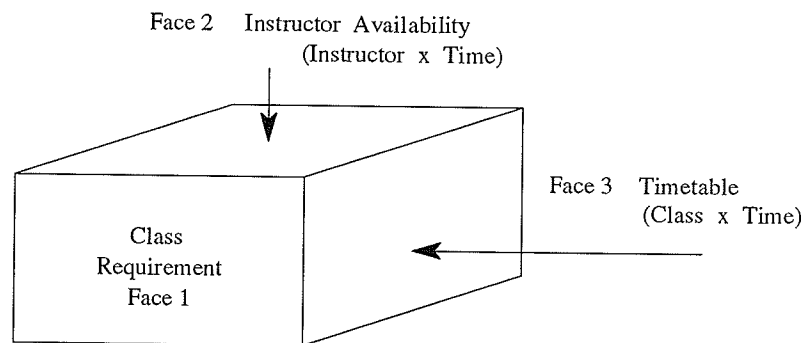 Face 2 Instructor Availability
(Instructor x Time)
Face 3 Timetable
(Class x Time)
Class
Requirement
Face 1